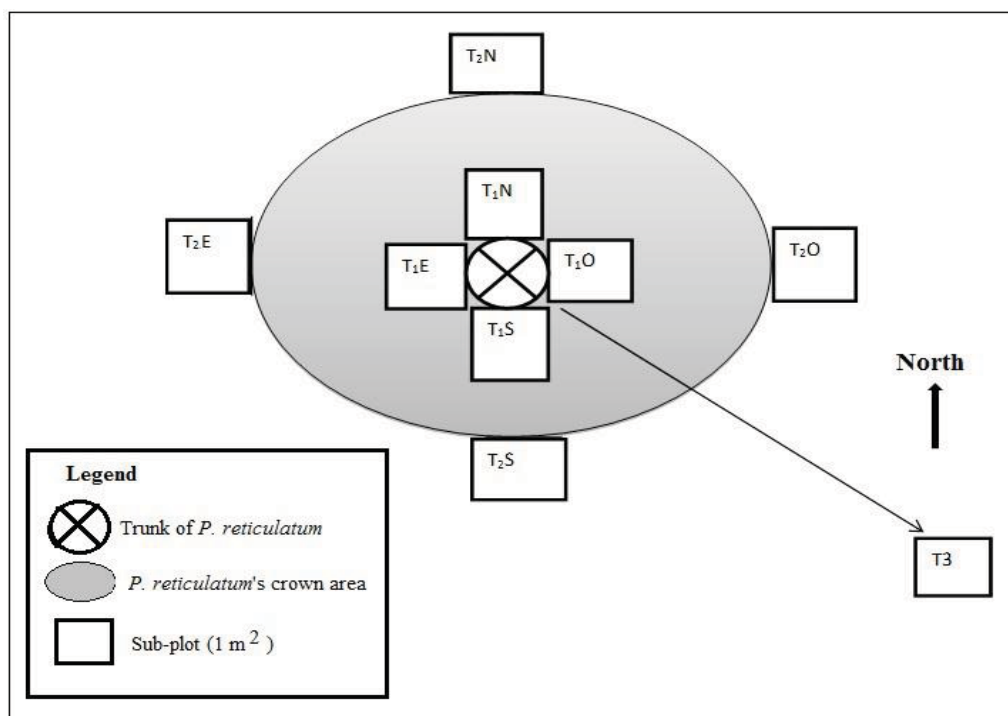 T₂N
T₁N
T₂E
T₁E
T₁O
T₂O
T₁S
North
T₂S
T3
Legend
Trunk of P. reticulatum
P. reticulatum's crown area
Sub-plot (1 m²)